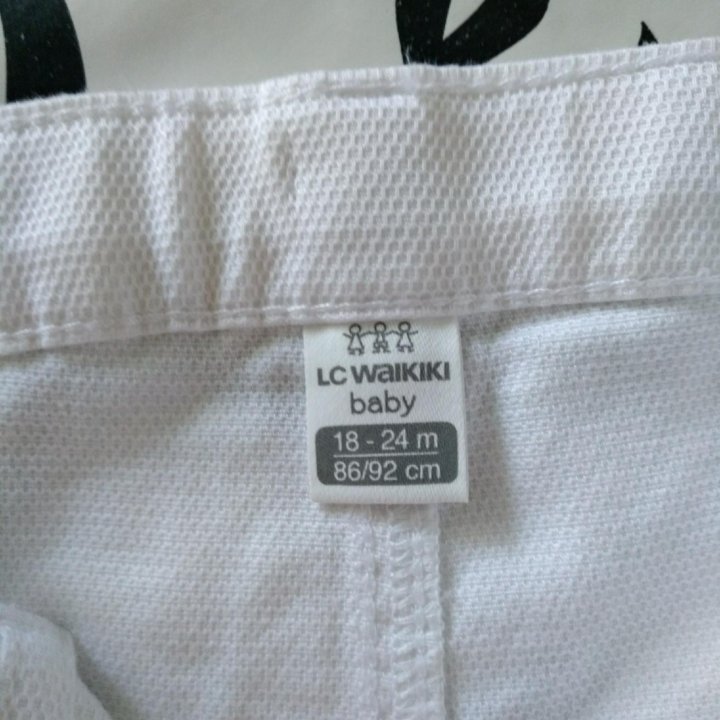 LC WAIKIKI
baby
18 - 24 m
86/92 cm